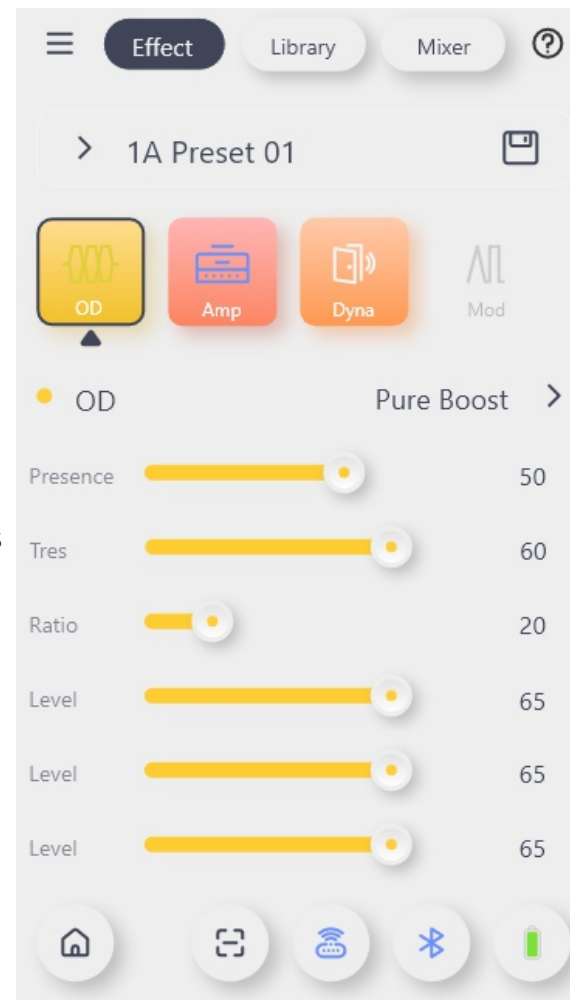 Effect Library Mixer
1A Preset 01
OD Amp Dyna Mod
OD Pure Boost
Presence 50
Tres 60
Ratio 20
Level 65
Level 65
Level 65